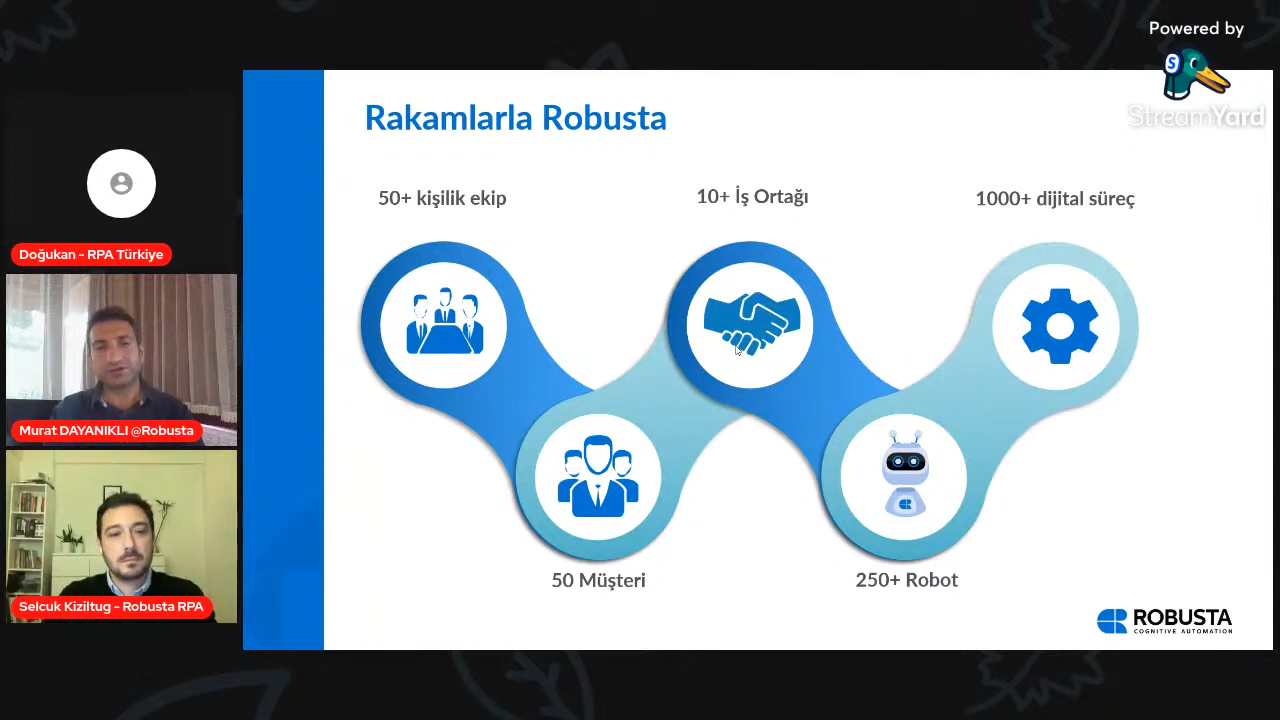 Powered by
StreamYard
Rakamlarla Robusta
50+ kişilik ekip
10+ İş Ortağı
1000+ dijital süreç
50 Müşteri
250+ Robot
ROBUSTA
COGNITIVE AUTOMATION
Doğukan - RPA Türkiye
Murat DAYANIKLI @Robusta
Selcuk Kiziltug - Robusta RPA